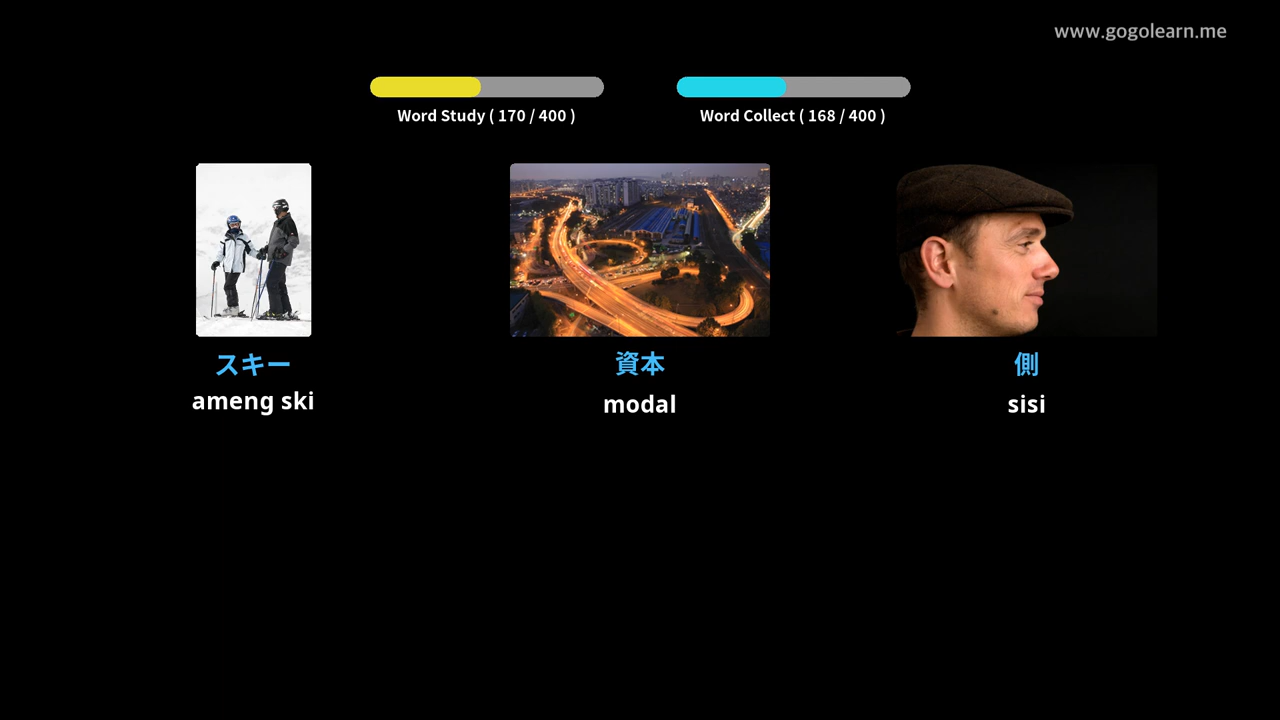 www.gogolearn.me
Word Study ( 170 / 400 )
Word Collect ( 168 / 400 )
スキー
ameng ski
資本
modal
側
sisi